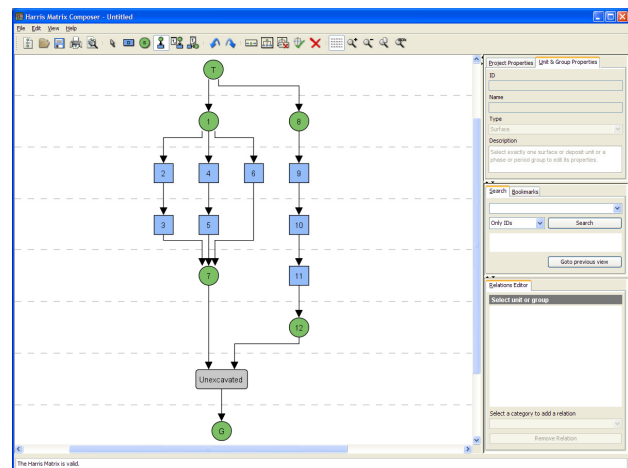 Harris Matrix Composer - Untitled
File Edit View Help
T
1 8
2 4 6 9
3 5 10
7 11
12
Unexcavated
G
Project Properties Unit & Group Properties
ID
Name
Type
Surface
Description
Select exactly one surface or deposit unit or a
phase or period group to edit its properties.
Search Bookmarks
Only IDs Search
Goto previous view
Relations Editor
Select unit or group
Select a category to add a relation
Remove Relation
The Harris Matrix is valid.